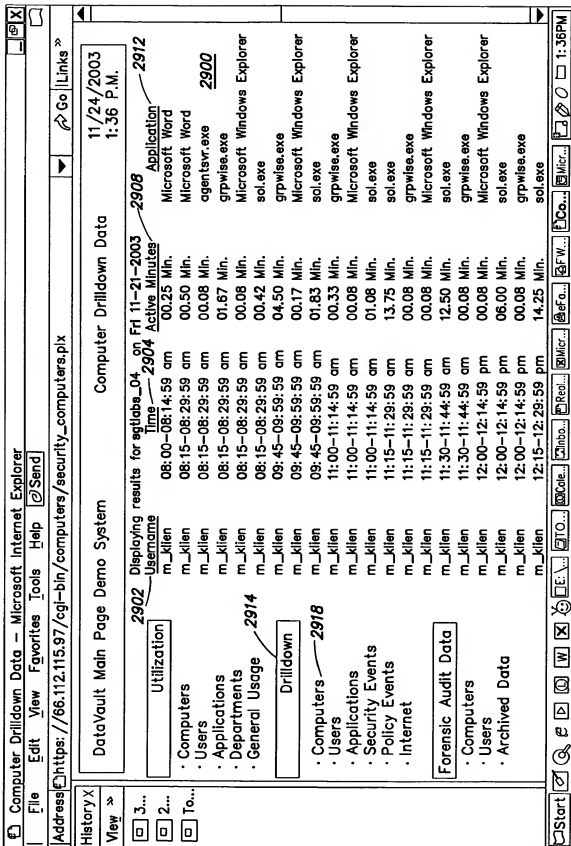 Computer Drilldown Data – Microsoft Internet Explorer
File Edit View Favorites Tools Help Send
Address https://66.112.115.97/cgi-bin/computers/security_computers.plx Go Links »
History X
View »
3...
2...
To...
DataVault Main Page Demo System Computer Drilldown Data 11/24/2003
1:36 P.M.
2902 Displaying results for sgtlabs_04 on Fri 11-21-2003 2908 2912
Username Time 2904 Active Minutes Application
m_klien 08:00-08:14:59 am 00.25 Min. Microsoft Word
m_klien 08:15-08:29:59 am 00.50 Min. Microsoft Word
m_klien 08:15-08:29:59 am 00.08 Min. agentsvr.exe 2900
m_klien 08:15-08:29:59 am 01.67 Min. grpwise.exe
m_klien 08:15-08:29:59 am 00.08 Min. Microsoft Windows Explorer
m_klien 08:15-08:29:59 am 00.42 Min. sol.exe
m_klien 09:45-09:59:59 am 04.50 Min. grpwise.exe
m_klien 09:45-09:59:59 am 00.17 Min. Microsoft Windows Explorer
m_klien 09:45-09:59:59 am 01.83 Min. sol.exe
m_klien 11:00-11:14:59 am 00.33 Min. grpwise.exe
m_klien 11:00-11:14:59 am 00.08 Min. Microsoft Windows Explorer
m_klien 11:00-11:14:59 am 01.08 Min. sol.exe
m_klien 11:15-11:29:59 am 13.75 Min. sol.exe
m_klien 11:15-11:29:59 am 00.08 Min. grpwise.exe
m_klien 11:15-11:29:59 am 00.08 Min. Microsoft Windows Explorer
m_klien 11:30-11:44:59 am 12.50 Min. sol.exe
m_klien 11:30-11:44:59 am 00.08 Min. grpwise.exe
m_klien 12:00-12:14:59 pm 00.08 Min. Microsoft Windows Explorer
m_klien 12:00-12:14:59 pm 06.00 Min. sol.exe
m_klien 12:00-12:14:59 pm 00.08 Min. grpwise.exe
m_klien 12:15-12:29:59 pm 14.25 Min. sol.exe
Utilization
· Computers
· Users
· Applications
· Departments
· General Usage
2914
Drilldown
· Computers 2918
· Users
· Applications
· Security Events
· Policy Events
· Internet
Forensic Audit Data
· Computers
· Users
· Archived Data
Start E:\... TO... Cole... Inbo... Real... Micr... eFa... FW... Co... Micr... 1:36PM